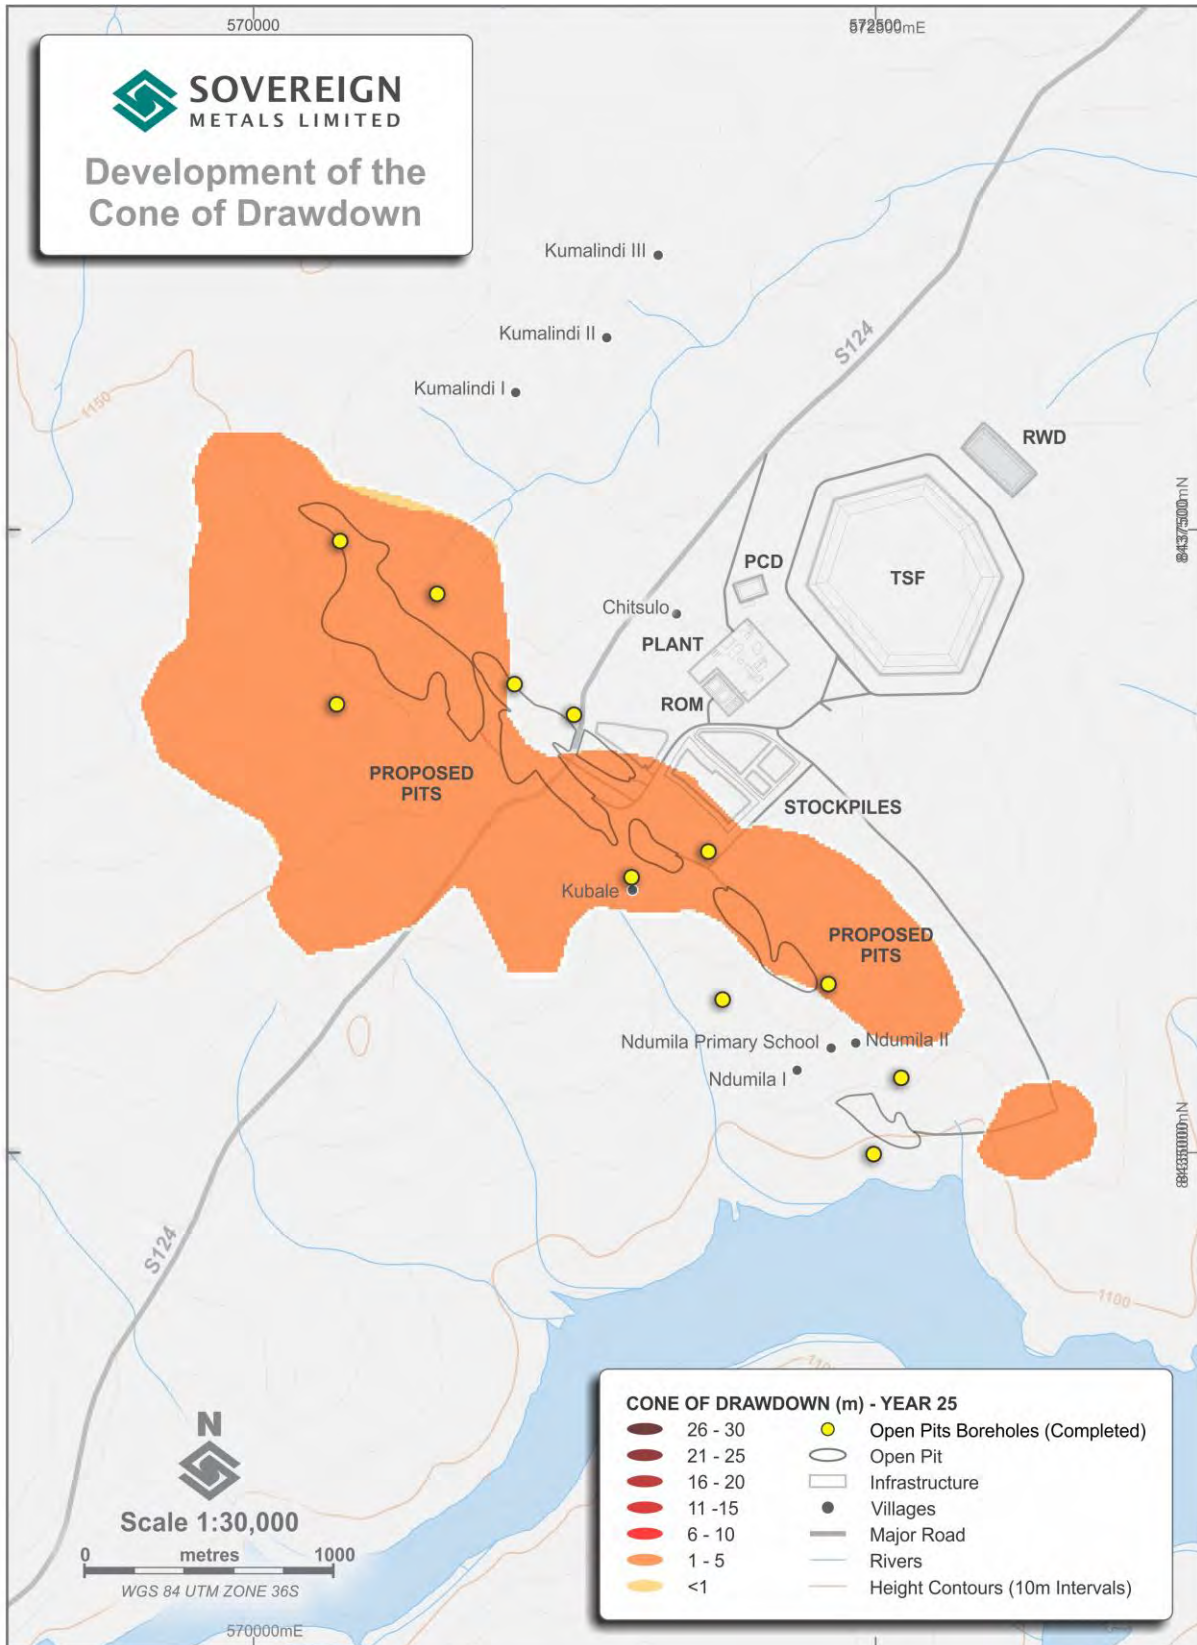 570000
572500
572500mE
SOVEREIGN
METALS LIMITED
Development of the
Cone of Drawdown
Kumalindi III
Kumalindi II
S124
Kumalindi I
1150
RWD
8437500mN
PCD
TSF
Chitsulo
PLANT
ROM
PROPOSED
PITS
STOCKPILES
Kubale
PROPOSED
PITS
Ndumila Primary School
Ndumila II
Ndumila I
8435000mN
S124
1100
N
Scale 1:30,000
0 metres 1000
WGS 84 UTM ZONE 36S
570000mE
CONE OF DRAWDOWN (m) - YEAR 25
26 - 30
Open Pits Boreholes (Completed)
21 - 25
Open Pit
16 - 20
Infrastructure
11 -15
Villages
6 - 10
Major Road
1 - 5
Rivers
<1
Height Contours (10m Intervals)